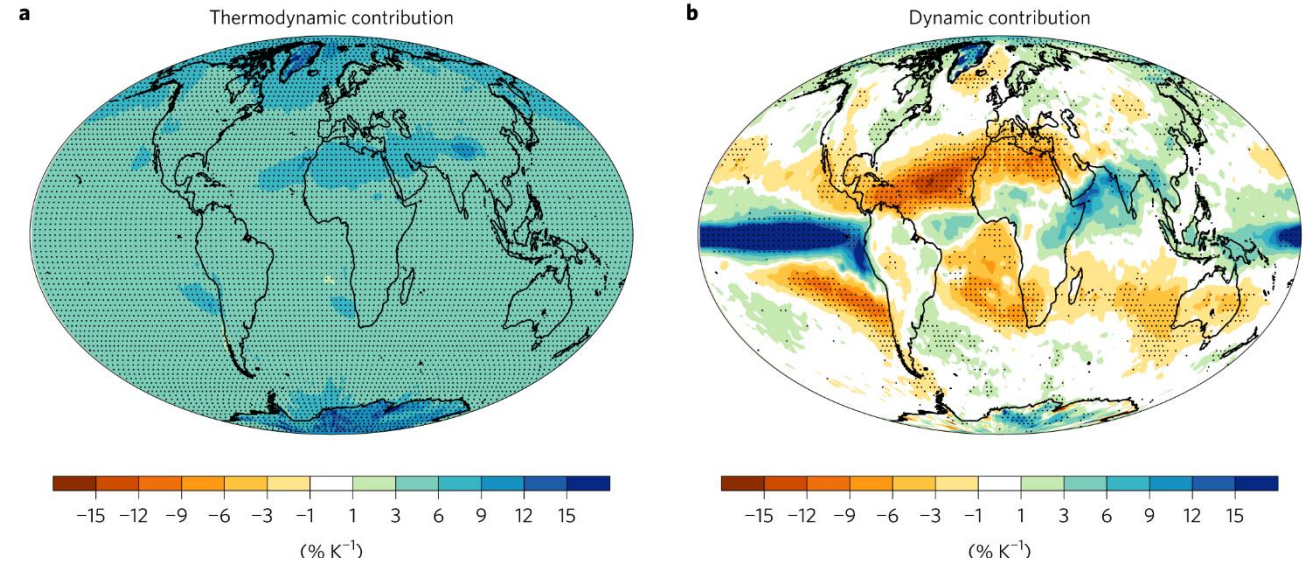 a
Thermodynamic contribution
b
Dynamic contribution
−15 −12 −9 −6 −3 −1 1 3 6 9 12 15
(% K⁻¹)
−15 −12 −9 −6 −3 −1 1 3 6 9 12 15
(% K⁻¹)